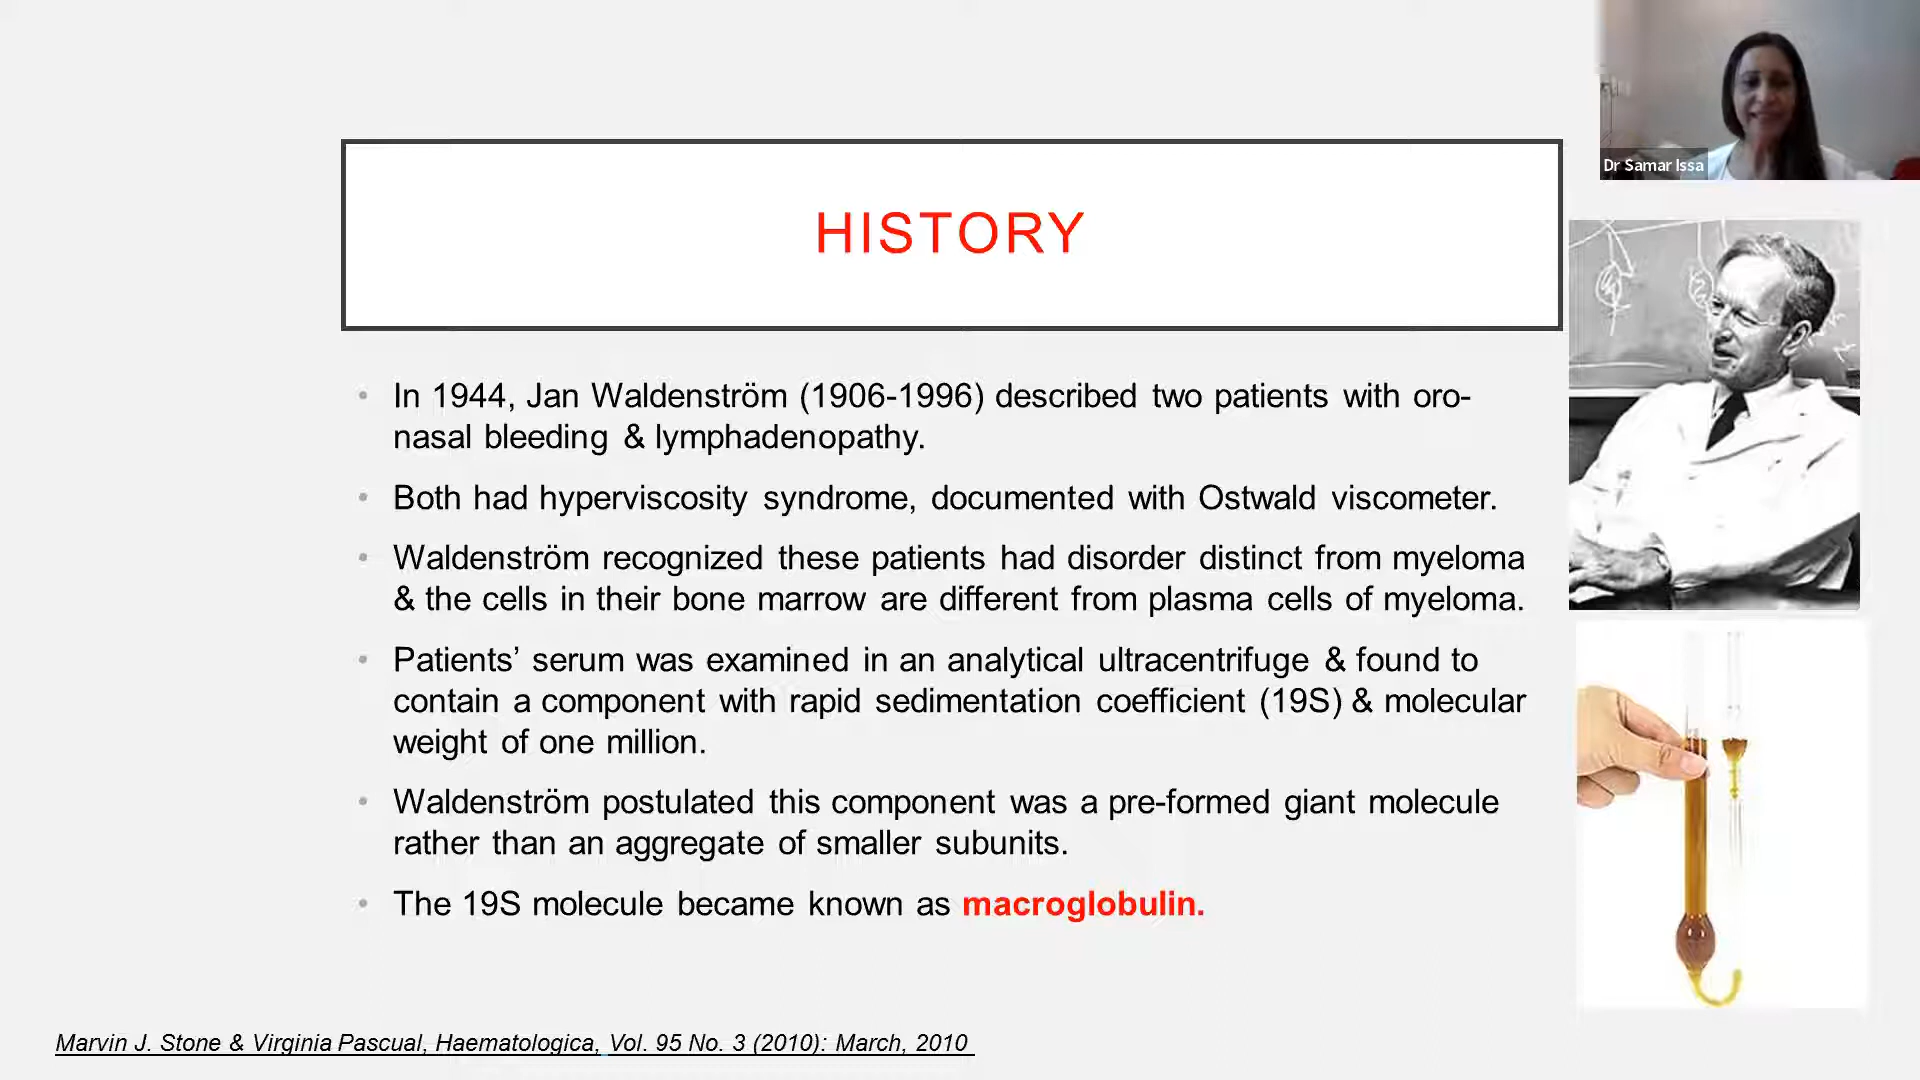 Dr Samar Issa
HISTORY
• In 1944, Jan Waldenström (1906-1996) described two patients with oro-
nasal bleeding & lymphadenopathy.
• Both had hyperviscosity syndrome, documented with Ostwald viscometer.
• Waldenström recognized these patients had disorder distinct from myeloma
& the cells in their bone marrow are different from plasma cells of myeloma.
• Patients’ serum was examined in an analytical ultracentrifuge & found to
contain a component with rapid sedimentation coefficient (19S) & molecular
weight of one million.
• Waldenström postulated this component was a pre-formed giant molecule
rather than an aggregate of smaller subunits.
• The 19S molecule became known as macroglobulin.
Marvin J. Stone & Virginia Pascual, Haematologica, Vol. 95 No. 3 (2010): March, 2010